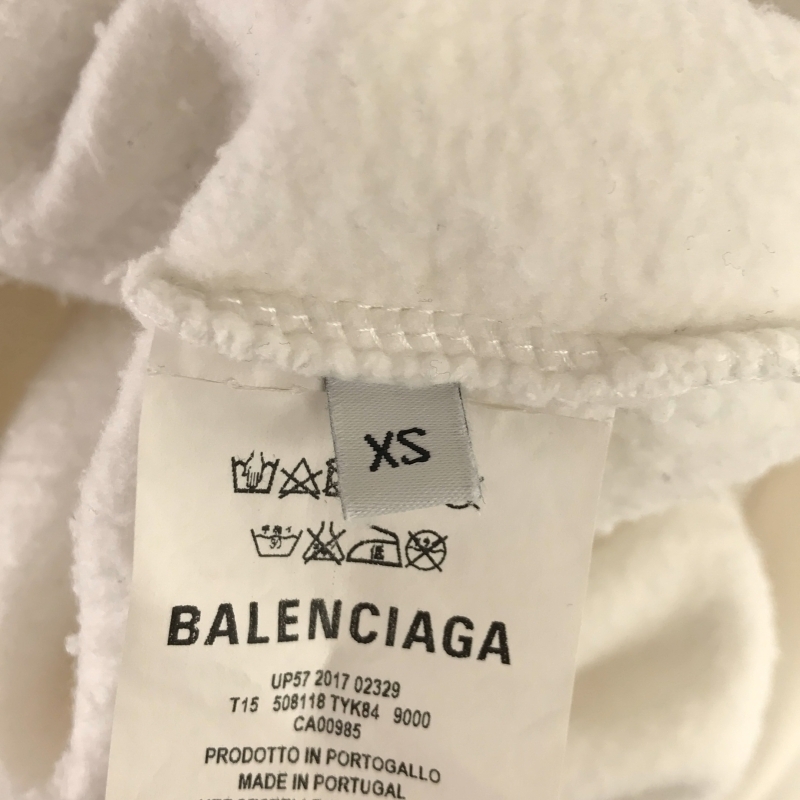 XS
BALENCIAGA
UP57 2017 02329
T15 508118 TYK84 9000
CA00985
PRODOTTO IN PORTOGALLO
MADE IN PORTUGAL